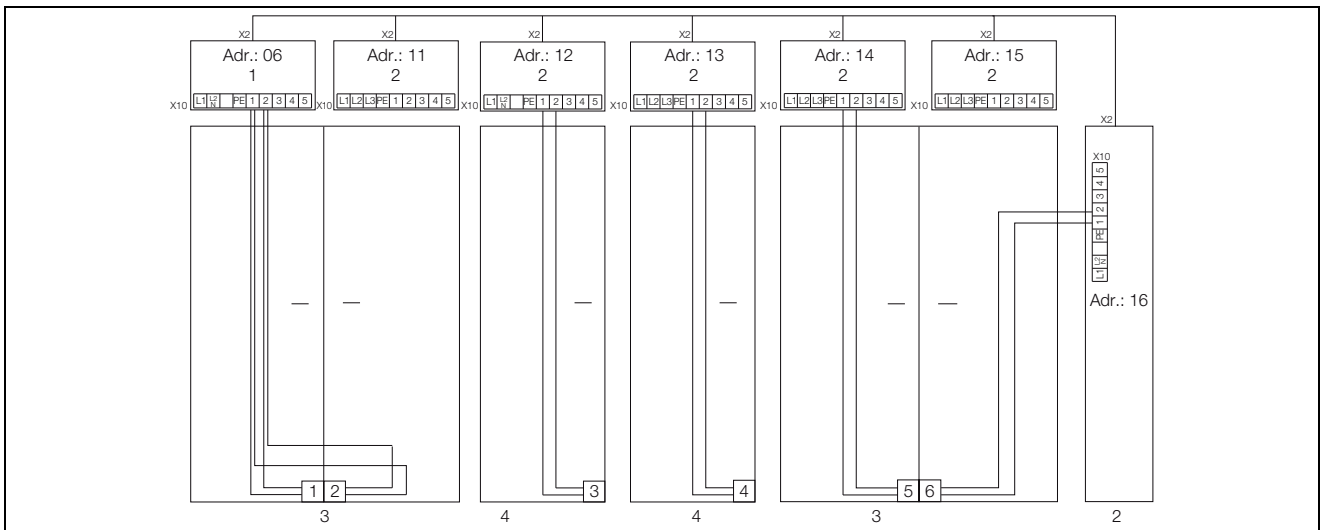 X2 X2 X2 X2 X2 X2
Adr.: 06 Adr.: 11 Adr.: 12 Adr.: 13 Adr.: 14 Adr.: 15
1 2 2 2 2 2
X10 L1 L2 N PE 1 2 3 4 5
X10 L1 L2 L3 PE 1 2 3 4 5
X10 L1 L2 N PE 1 2 3 4 5
X10 L1 L2 L3 PE 1 2 3 4 5
X10 L1 L2 L3 PE 1 2 3 4 5
X10 L1 L2 L3 PE 1 2 3 4 5
X2
X10
L1 L2 N PE 1 2 3 4 5
Adr.: 16
1 2 3 4 5 6
3 4 4 3 2